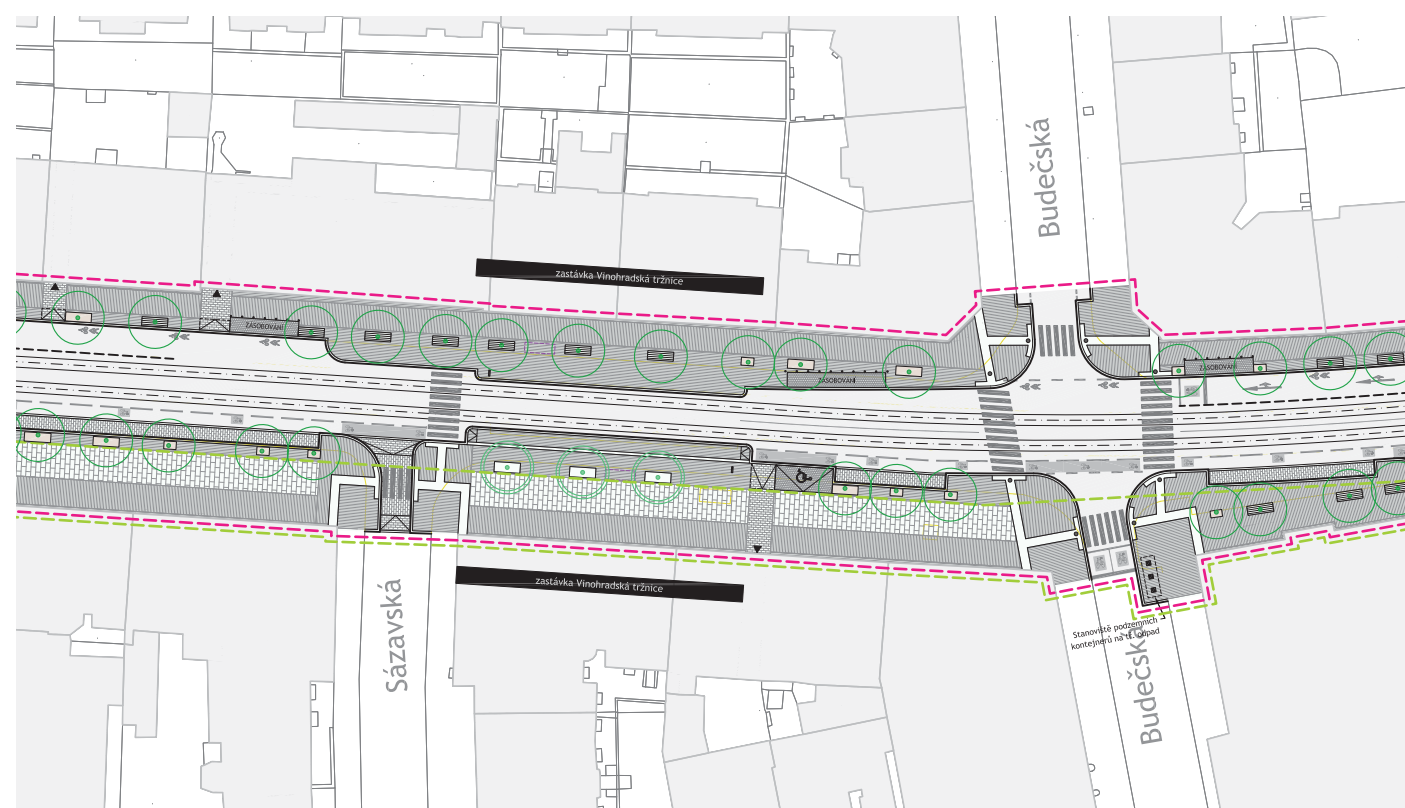 Budečská
zastávka Vinohradská tržnice
ZÁSOBOVÁNÍ
ZÁSOBOVÁNÍ
ZÁSOBOVÁNÍ
zastávka Vinohradská tržnice
Sázavská
Stanoviště podzemních
kontejnerů na tř. odpad
Budečská